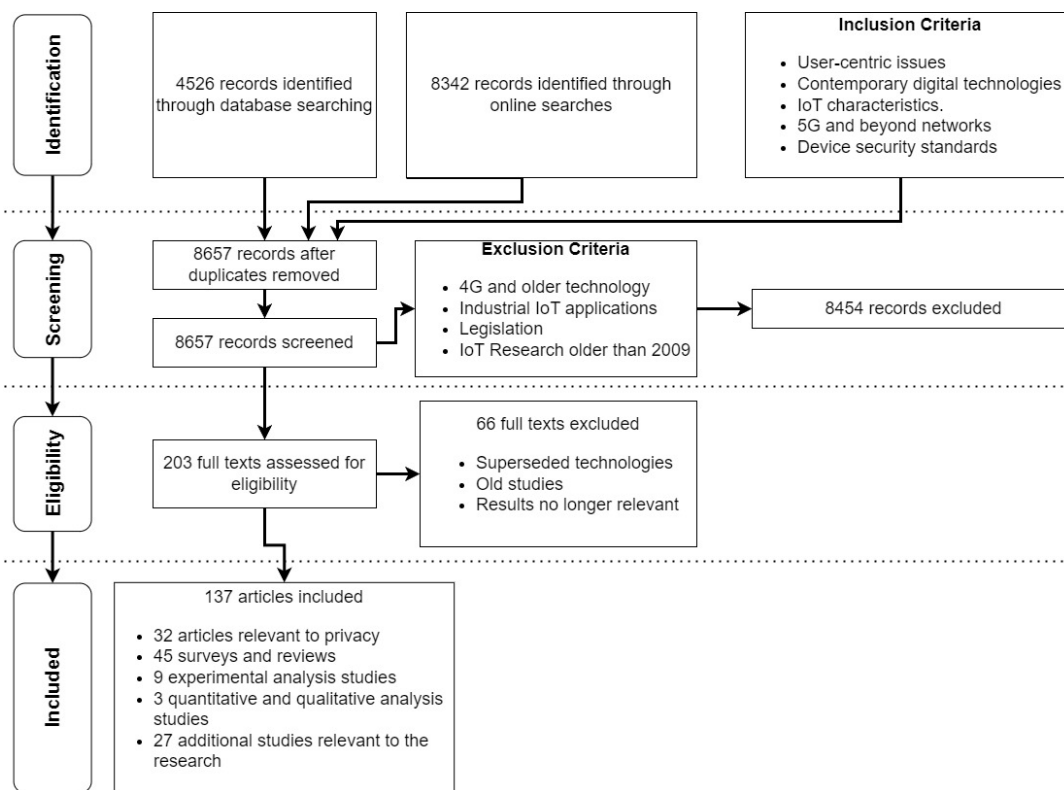 Identification
4526 records identified
through database searching
8342 records identified through
online searches
Inclusion Criteria
User-centric issues
Contemporary digital technologies
IoT characteristics.
5G and beyond networks
Device security standards
Screening
8657 records after
duplicates removed
8657 records screened
Exclusion Criteria
4G and older technology
Industrial IoT applications
Legislation
IoT Research older than 2009
8454 records excluded
Eligibility
203 full texts assessed for
eligibility
66 full texts excluded
Superseded technologies
Old studies
Results no longer relevant
Included
137 articles included
32 articles relevant to privacy
45 surveys and reviews
9 experimental analysis studies
3 quantitative and qualitative analysis
studies
27 additional studies relevant to the
research